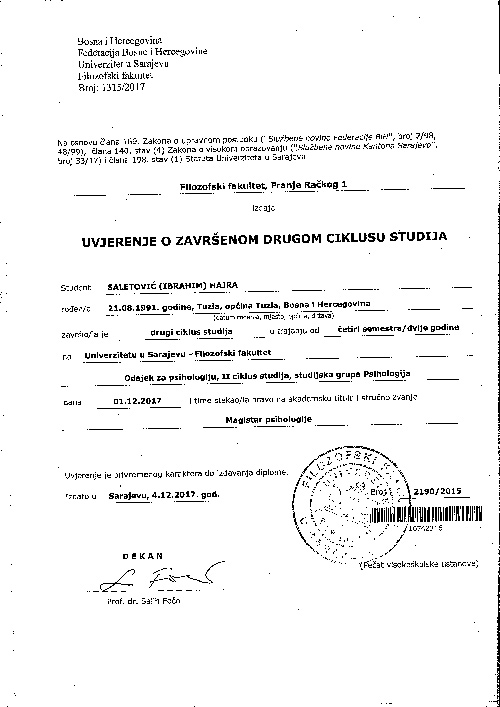 Bosna i Hercegovina
Federacija Bosne i Hercegovine
Univerzitet u Sarajevu
Filozofski fakultet
Broj: 1315/2017
Na osnovu člana 169. Zakona o upravnom postupku ("Službene novine Federacije BiH", broj 2/98,
48/99), člana 140. stav (4) Zakona o visokom obrazovanju ("Službene novine Kantona Sarajevo",
broj 33/17) i člana 198. stav (1) Statuta Univerziteta u Sarajevu
Filozofski fakultet, Franje Račkog 1
izdaje
UVJERENJE O ZAVRŠENOM DRUGOM CIKLUSU STUDIJA
Student SALETOVIĆ (IBRAHIM) HAJRA
rođen/a 21.08.1991. godine, Tuzla, općina Tuzla, Bosna i Hercegovina
(datum rođenja, mjesto, općina, država)
završio/la je drugi ciklus studija u trajanju od četiri semestra/dvije godine
na Univerzitetu u Sarajevu - Filozofski fakultet
Odsjek za psihologiju, II ciklus studija, studijska grupa Psihologija
dana 01.12.2017 i time stekao/la pravo na akademsku titulu i stručno zvanje
Magistar psihologije
Uvjerenje je privremenog karaktera do izdavanja diplome.
Izdato u Sarajevu, 4.12.2017. god.
FILOZOFSKI
Broj: 2190/2015
(Pečat visokoškolske ustanove)
DEKAN
Prof. dr. Salih Fočo